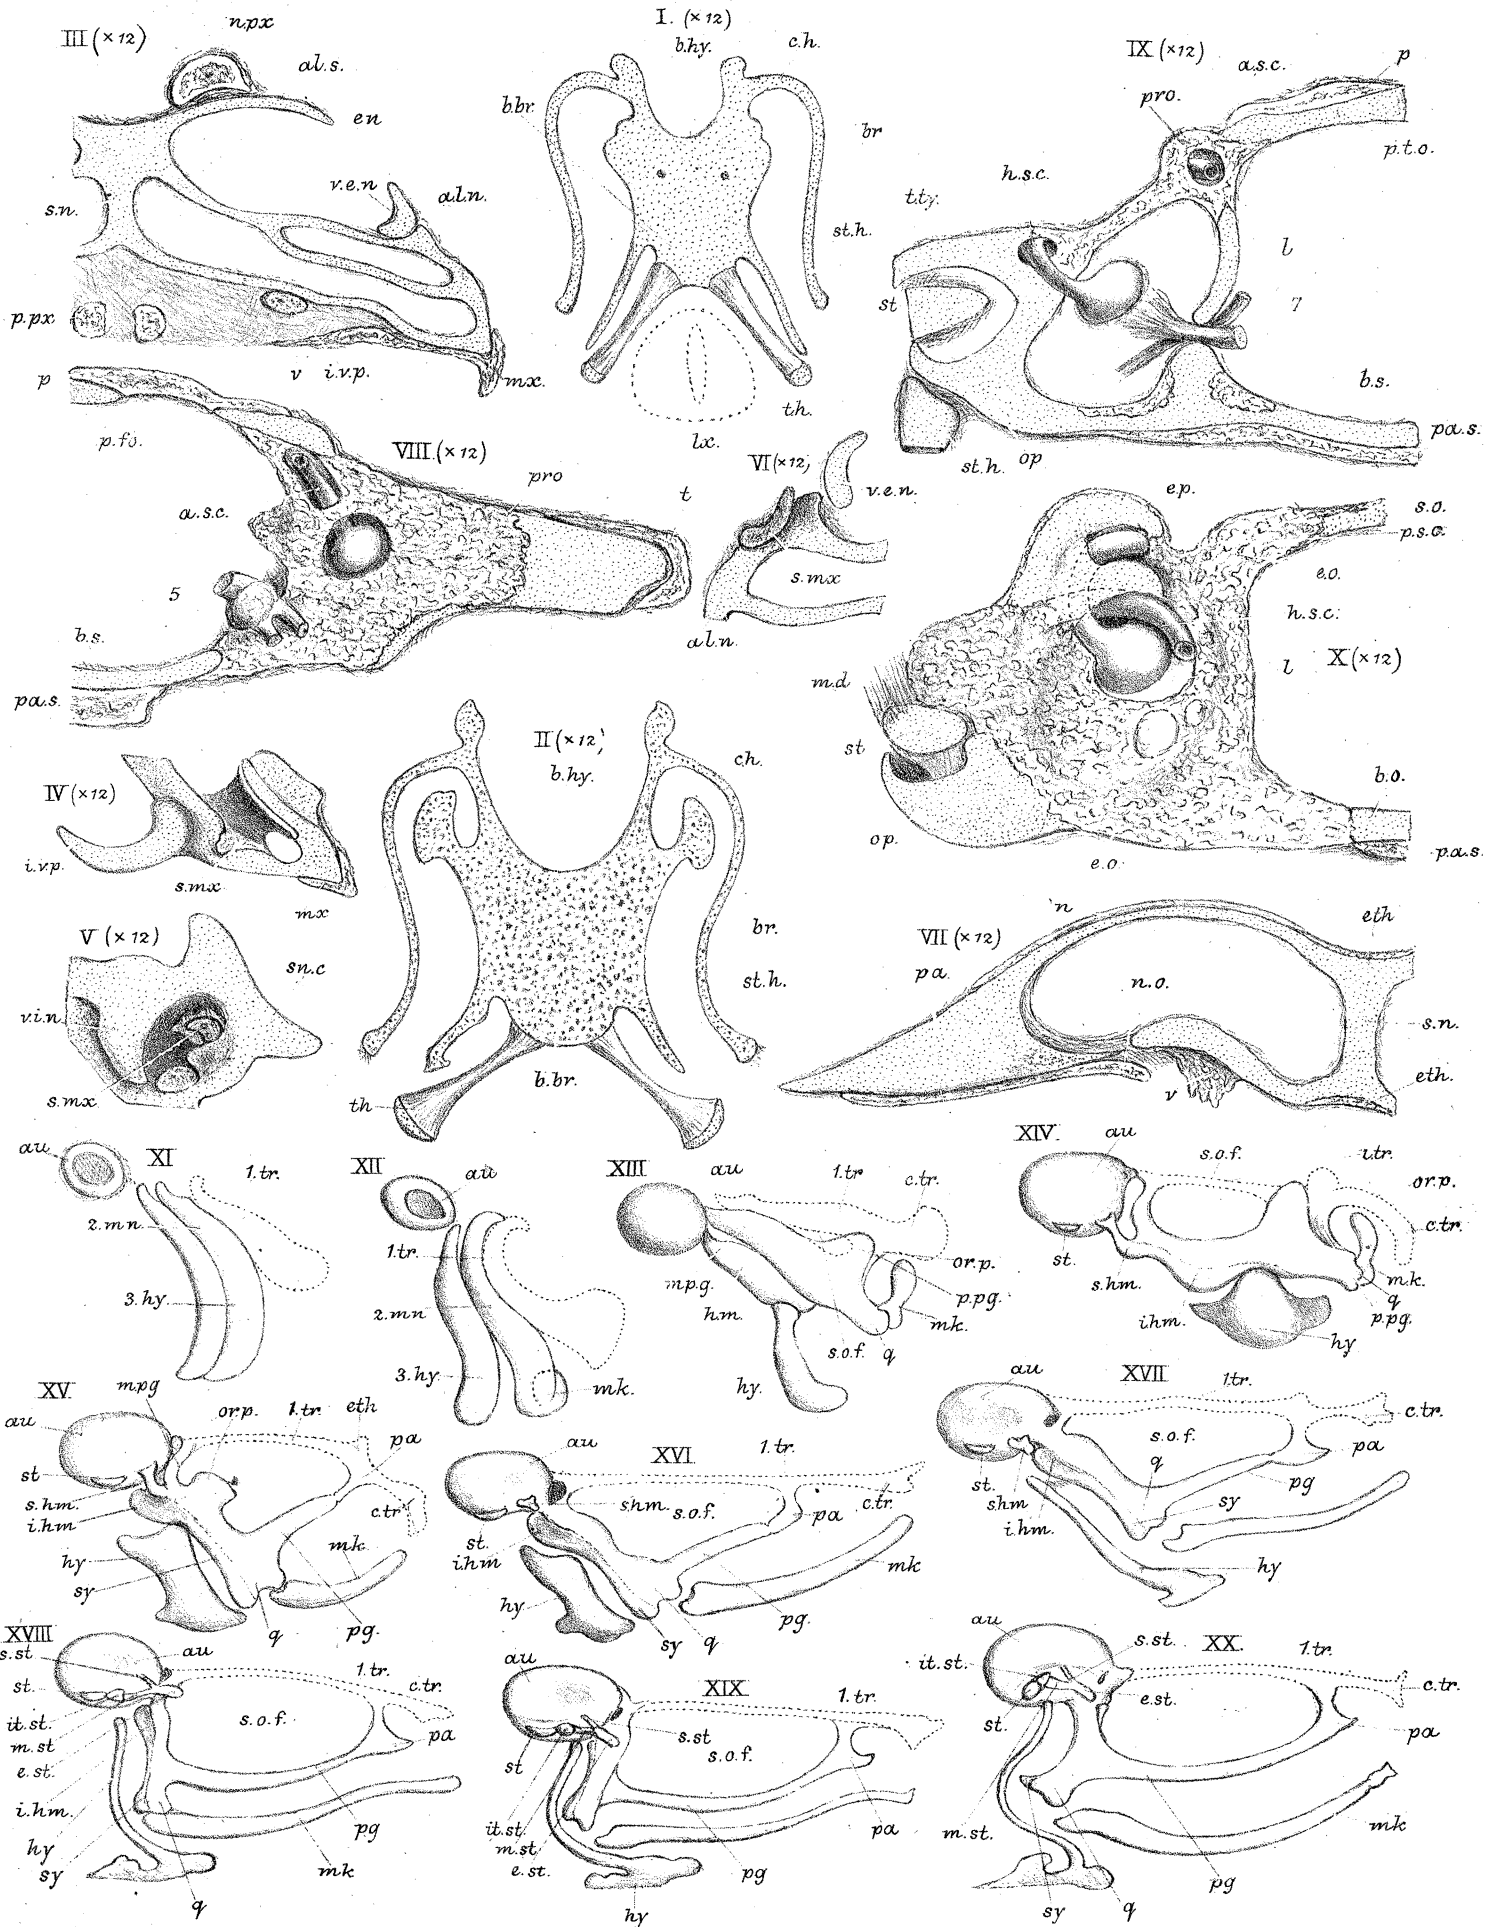 III (×12)
n.px
al.s.
en
v.e.n
a.l.n.
s.n.
p.px
v
i.v.p.
mx.
I. (×12)
b.hy.
c.h.
b.br.
br
st.h.
th.
lx.
IX (×12)
a.s.c.
p
pro.
p.t.o.
h.s.c.
t.ty.
l
st
7
b.s.
pa.s.
st.h.
op
p
p.fo.
VIII. (×12)
pro
t
a.s.c.
5
b.s.
pa.s.
VI (×12)
v.e.n.
s.mx
a.l.n.
e.p.
s.o.
p.s.c.
e.o.
h.s.c.
l
X (×12)
m.d
st
b.o.
op.
e.o.
p.a.s.
IV (×12)
i.v.p.
s.mx
mx
II (×12)
b.hy.
c.h.
br.
st.h.
b.br.
th
V (×12)
sn.c
v.i.n.
s.mx
VII (×12)
n
eth
pa.
n.o.
s.n.
eth.
v
XI
au
1.tr.
2.mn.
3.hy.
XII
au
1.tr.
2.mn
3.hy.
mk.
XIII
au
1.tr
c.tr.
or.p.
m.p.g.
p.pg.
h.m.
mk.
s.o.f.
q
hy.
XIV.
au
s.o.f.
1.tr.
or.p.
c.tr.
st.
s.hm.
mk.
q
p.pg.
i.hm.
hy
XV.
m.pg
au
or.p.
1.tr.
eth
pa
st
s.hm.
i.hm
c.tr
hy
mk.
sy
q
pg.
XVI
au
1.tr.
s.hm.
s.o.f.
pa
c.tr.
st.
i.hm
mk
hy
pg.
sy
q
XVII
au
1.tr.
c.tr.
s.o.f.
pa
q
st.
s.hm
pg
i.hm.
sy
hy
XVIII
s.st
au
1.tr.
st.
c.tr.
it.st.
s.o.f.
m.st
pa
e.st.
i.hm.
hy
pg
sy
mk
q
XIX
au
1.tr.
s.st
s.o.f.
st
it.st.
m.st.
pa
e.st.
pg
hy
XX.
au
s.st.
1.tr.
it.st.
c.tr.
e.st.
st.
pa
m.st.
mk
pg
sy
q